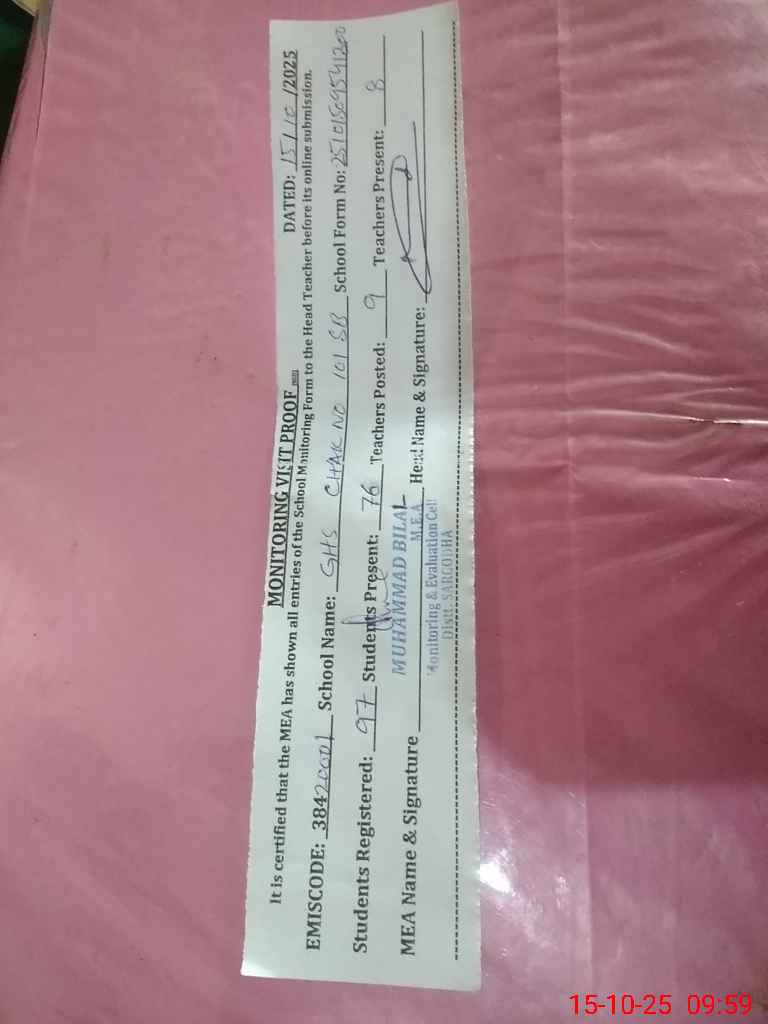 MONITORING VISIT PROOF DATED: 15/10/2025
It is certified that the MEA has shown all entries of the School Monitoring Form to the Head Teacher before its online submission.
EMISCODE: 38420001 School Name: GHS CHAK NO 101 SB School Form No: 2510150959541200
Students Registered: 97 Students Present: 76 Teachers Posted: 9 Teachers Present: 8
MEA Name & Signature MUHAMMAD BILAL Head Name & Signature:
M.E.A
Monitoring & Evaluation Cell
Distt. SARGODHA
15-10-25 09:59